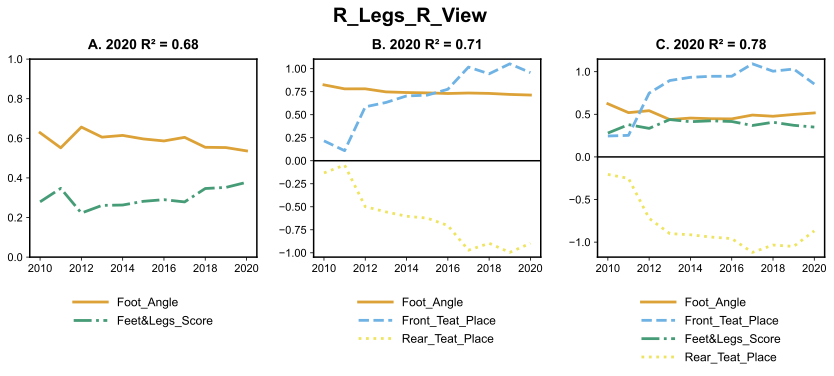 R_Legs_R_View
A. 2020 R² = 0.68
1.0
0.8
0.6
0.4
0.2
0.0
2010 2012 2014 2016 2018 2020
Foot_Angle
Feet&Legs_Score
B. 2020 R² = 0.71
1.00
0.75
0.50
0.25
0.00
−0.25
−0.50
−0.75
−1.00
2010 2012 2014 2016 2018 2020
Foot_Angle
Front_Teat_Place
Rear_Teat_Place
C. 2020 R² = 0.78
1.0
0.5
0.0
−0.5
−1.0
2010 2012 2014 2016 2018 2020
Foot_Angle
Front_Teat_Place
Feet&Legs_Score
Rear_Teat_Place